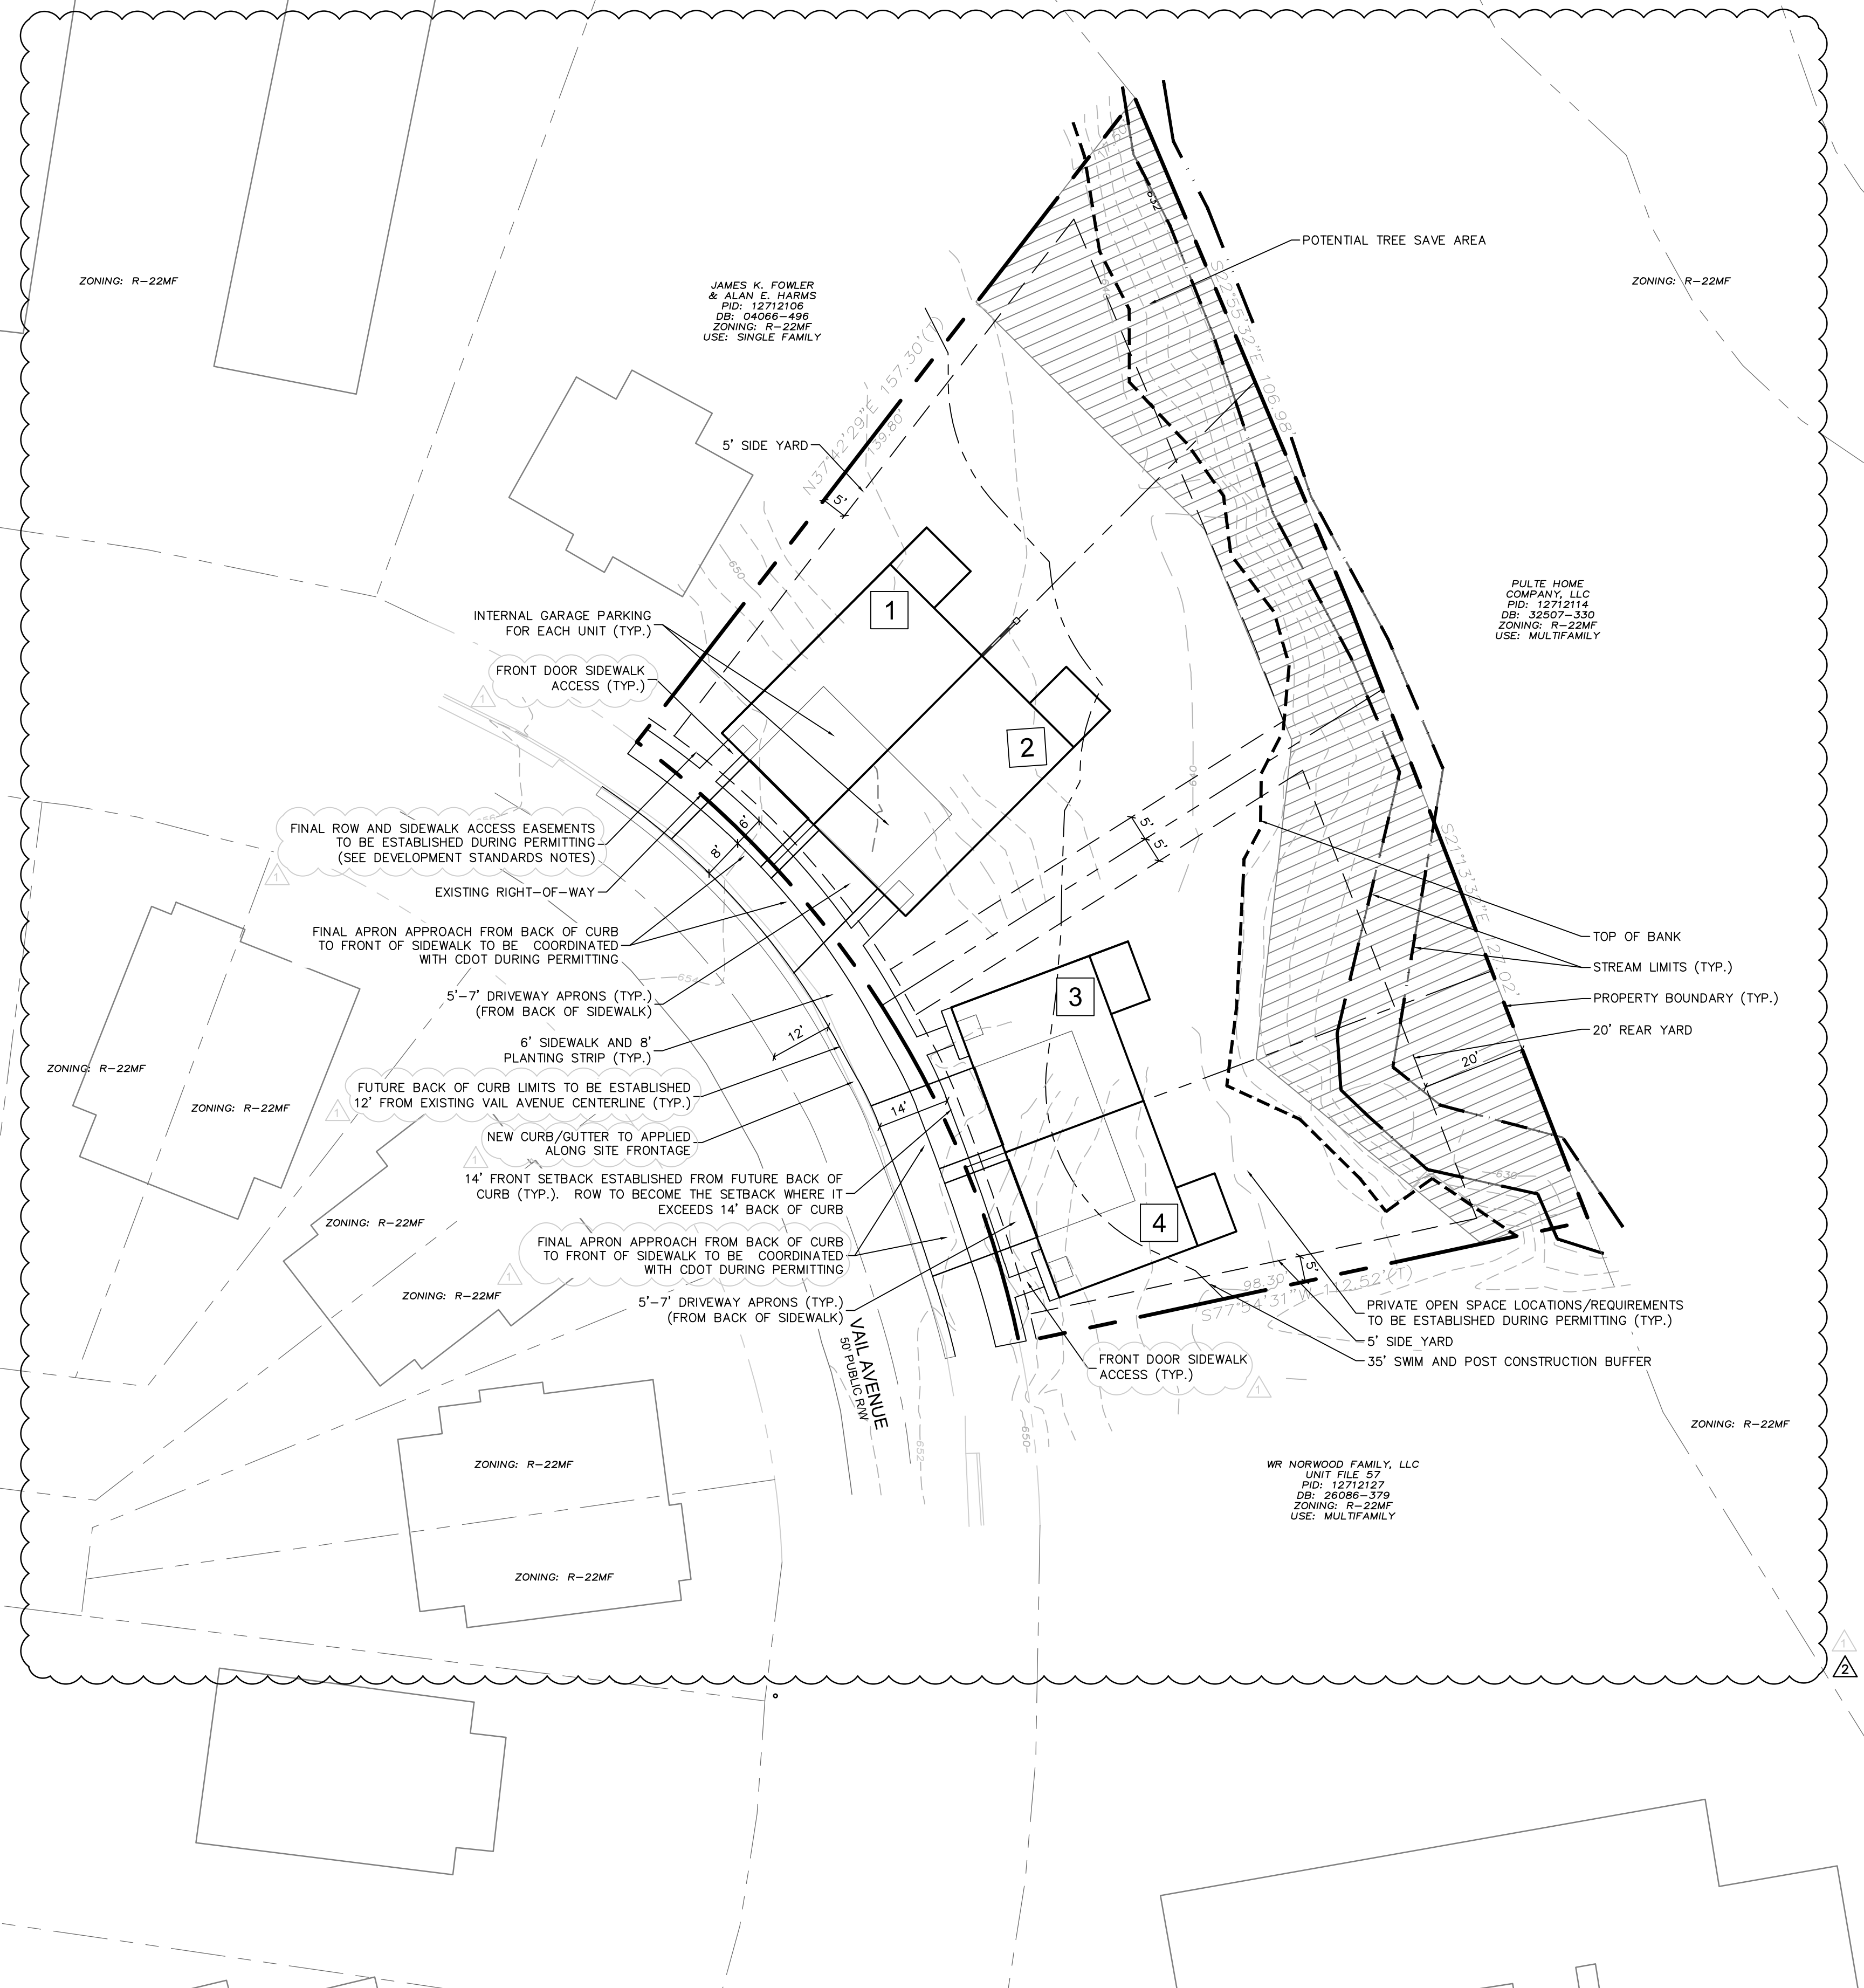 POTENTIAL TREE SAVE AREA
ZONING: R-22MF
ZONING: R-22MF
JAMES K. FOWLER
& ALAN E. HARMS
PID: 12712106
DB: 04066-496
ZONING: R-22MF
USE: SINGLE FAMILY
632
S22°55'32"E 106.98'
N37°42'29"E 157.30'(T)
139.80'
5' SIDE YARD
5'
650
1
INTERNAL GARAGE PARKING
FOR EACH UNIT (TYP.)
FRONT DOOR SIDEWALK
ACCESS (TYP.)
1
2
PULTE HOME
COMPANY, LLC
PID: 12712114
DB: 32507-330
ZONING: R-22MF
USE: MULTIFAMILY
640
FINAL ROW AND SIDEWALK ACCESS EASEMENTS
TO BE ESTABLISHED DURING PERMITTING
(SEE DEVELOPMENT STANDARDS NOTES)
1
6'
8'
5'
5'
EXISTING RIGHT-OF-WAY
FINAL APRON APPROACH FROM BACK OF CURB
TO FRONT OF SIDEWALK TO BE COORDINATED
WITH CDOT DURING PERMITTING
654
5'-7' DRIVEWAY APRONS (TYP.)
(FROM BACK OF SIDEWALK)
3
TOP OF BANK
STREAM LIMITS (TYP.)
PROPERTY BOUNDARY (TYP.)
20' REAR YARD
20'
6' SIDEWALK AND 8'
PLANTING STRIP (TYP.)
12'
ZONING: R-22MF
ZONING: R-22MF
FUTURE BACK OF CURB LIMITS TO BE ESTABLISHED
12' FROM EXISTING VAIL AVENUE CENTERLINE (TYP.)
1
14'
NEW CURB/GUTTER TO APPLIED
ALONG SITE FRONTAGE
1
14' FRONT SETBACK ESTABLISHED FROM FUTURE BACK OF
CURB (TYP.). ROW TO BECOME THE SETBACK WHERE IT
EXCEEDS 14' BACK OF CURB
630
4
ZONING: R-22MF
FINAL APRON APPROACH FROM BACK OF CURB
TO FRONT OF SIDEWALK TO BE COORDINATED
WITH CDOT DURING PERMITTING
1
5'
98.30'
S77°54'31"W 112.52'(T)
ZONING: R-22MF
5'-7' DRIVEWAY APRONS (TYP.)
(FROM BACK OF SIDEWALK)
PRIVATE OPEN SPACE LOCATIONS/REQUIREMENTS
TO BE ESTABLISHED DURING PERMITTING (TYP.)
5' SIDE YARD
35' SWIM AND POST CONSTRUCTION BUFFER
VAIL AVENUE
50' PUBLIC R/W
FRONT DOOR SIDEWALK
ACCESS (TYP.)
1
652
650
ZONING: R-22MF
ZONING: R-22MF
WR NORWOOD FAMILY, LLC
UNIT FILE 57
PID: 12712127
DB: 26086-379
ZONING: R-22MF
USE: MULTIFAMILY
ZONING: R-22MF
1
2